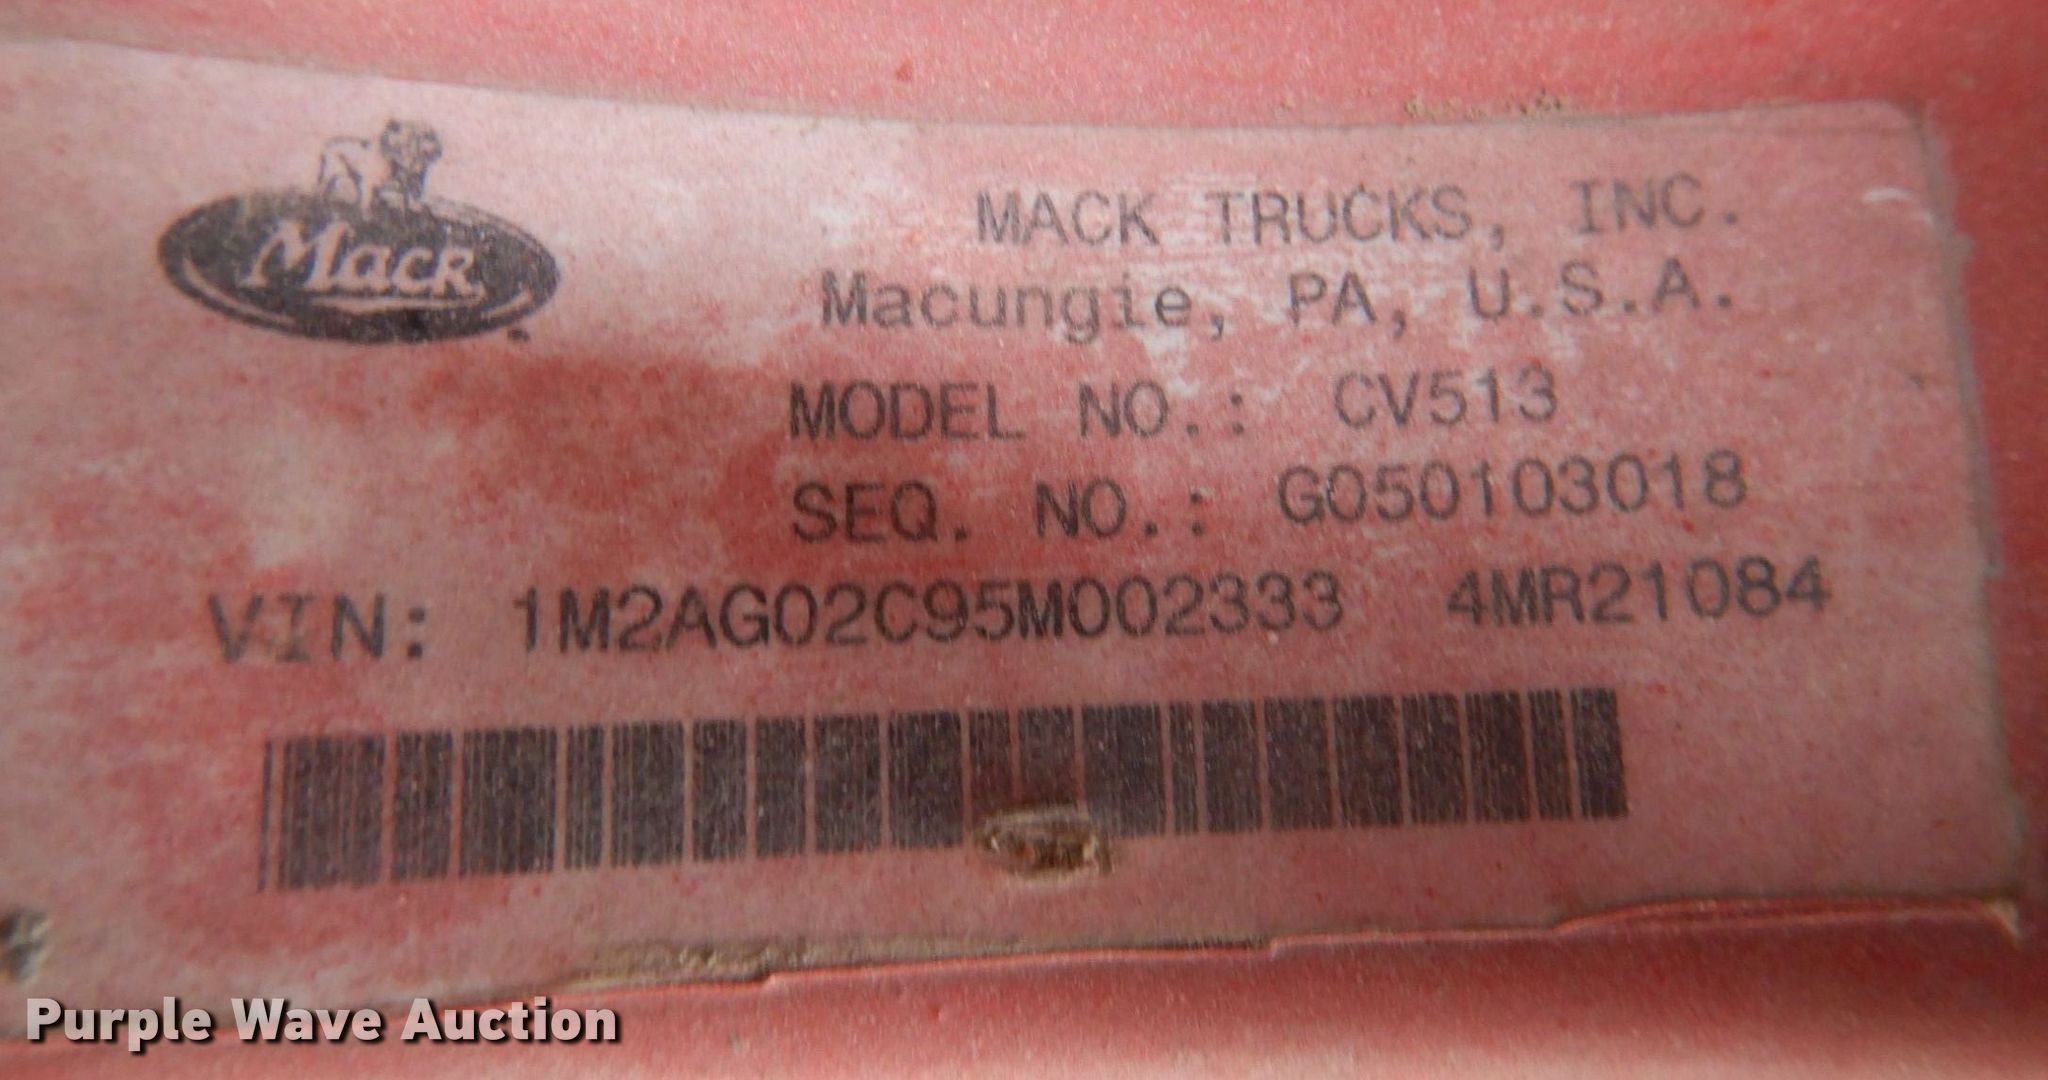 Mack
MACK TRUCKS, INC.
Macungie, PA, U.S.A.
MODEL NO.: CV513
SEQ. NO.: G050103018
VIN: 1M2AG02C95M002333 4MR21084
Purple Wave Auction